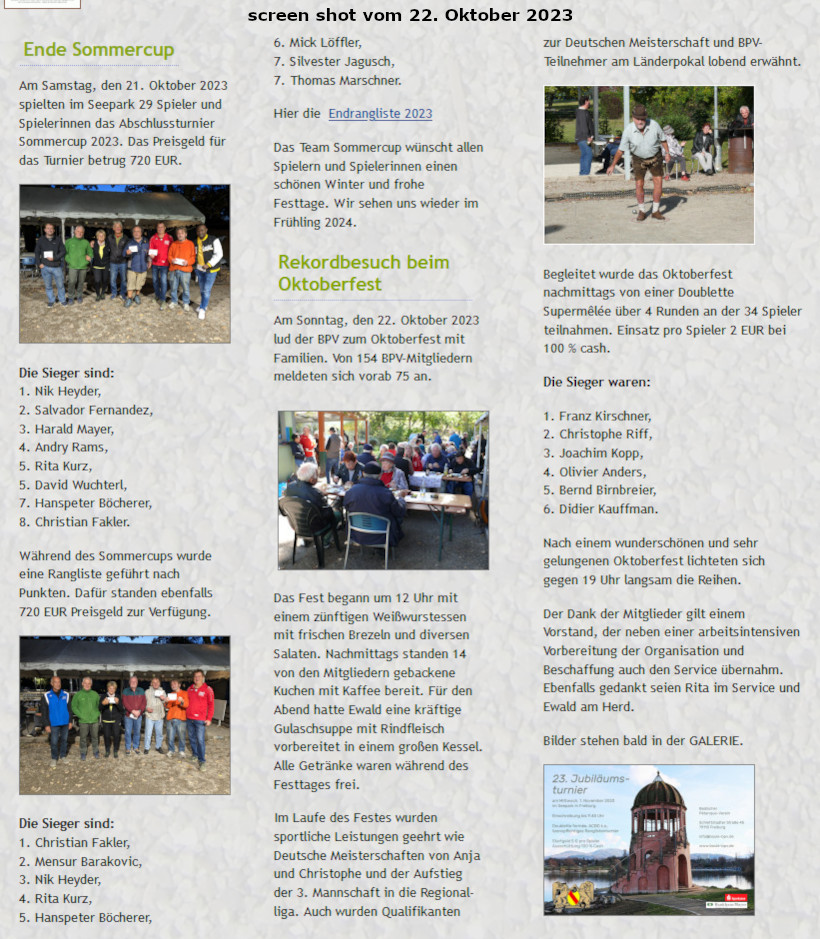 screen shot vom 22. Oktober 2023
Ende Sommercup
Am Samstag, den 21. Oktober 2023
spielten im Seepark 29 Spieler und
Spielerinnen das Abschlussturnier
Sommercup 2023. Das Preisgeld für
das Turnier betrug 720 EUR.
Die Sieger sind:
1. Nik Heyder,
2. Salvador Fernandez,
3. Harald Mayer,
4. Andry Rams,
5. Rita Kurz,
5. David Wuchterl,
7. Hanspeter Böcherer,
8. Christian Fakler.
Während des Sommercups wurde
eine Rangliste geführt nach
Punkten. Dafür standen ebenfalls
720 EUR Preisgeld zur Verfügung.
Die Sieger sind:
1. Christian Fakler,
2. Mensur Barakovic,
3. Nik Heyder,
4. Rita Kurz,
5. Hanspeter Böcherer,
6. Mick Löffler,
7. Silvester Jagusch,
7. Thomas Marschner.
Hier die Endrangliste 2023
Das Team Sommercup wünscht allen
Spielern und Spielerinnen einen
schönen Winter und frohe
Festtage. Wir sehen uns wieder im
Frühling 2024.
Rekordbesuch beim
Oktoberfest
Am Sonntag, den 22. Oktober 2023
lud der BPV zum Oktoberfest mit
Familien. Von 154 BPV-Mitgliedern
meldeten sich vorab 75 an.
Das Fest begann um 12 Uhr mit
einem zünftigen Weißwurstessen
mit frischen Brezeln und diversen
Salaten. Nachmittags standen 14
von den Mitgliedern gebackene
Kuchen mit Kaffee bereit. Für den
Abend hatte Ewald eine kräftige
Gulaschsuppe mit Rindfleisch
vorbereitet in einem großen Kessel.
Alle Getränke waren während des
Festtages frei.
Im Laufe des Festes wurden
sportliche Leistungen geehrt wie
Deutsche Meisterschaften von Anja
und Christophe und der Aufstieg
der 3. Mannschaft in die Regional-
liga. Auch wurden Qualifikanten
zur Deutschen Meisterschaft und BPV-
Teilnehmer am Länderpokal lobend erwähnt.
Begleitet wurde das Oktoberfest
nachmittags von einer Doublette
Supermêlée über 4 Runden an der 34 Spieler
teilnahmen. Einsatz pro Spieler 2 EUR bei
100 % cash.
Die Sieger waren:
1. Franz Kirschner,
2. Christophe Riff,
3. Joachim Kopp,
4. Olivier Anders,
5. Bernd Birnbreier,
6. Didier Kauffman.
Nach einem wunderschönen und sehr
gelungenen Oktoberfest lichteten sich
gegen 19 Uhr langsam die Reihen.
Der Dank der Mitglieder gilt einem
Vorstand, der neben einer arbeitsintensiven
Vorbereitung der Organisation und
Beschaffung auch den Service übernahm.
Ebenfalls gedankt seien Rita im Service und
Ewald am Herd.
Bilder stehen bald in der GALERIE.
23. Jubiläums-
turnier